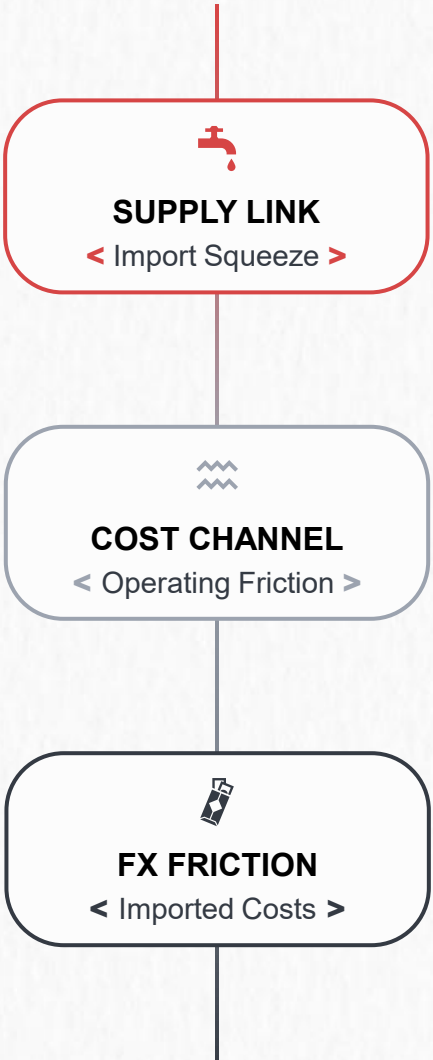 SUPPLY LINK
< Import Squeeze >
COST CHANNEL
< Operating Friction >
FX FRICTION
< Imported Costs >